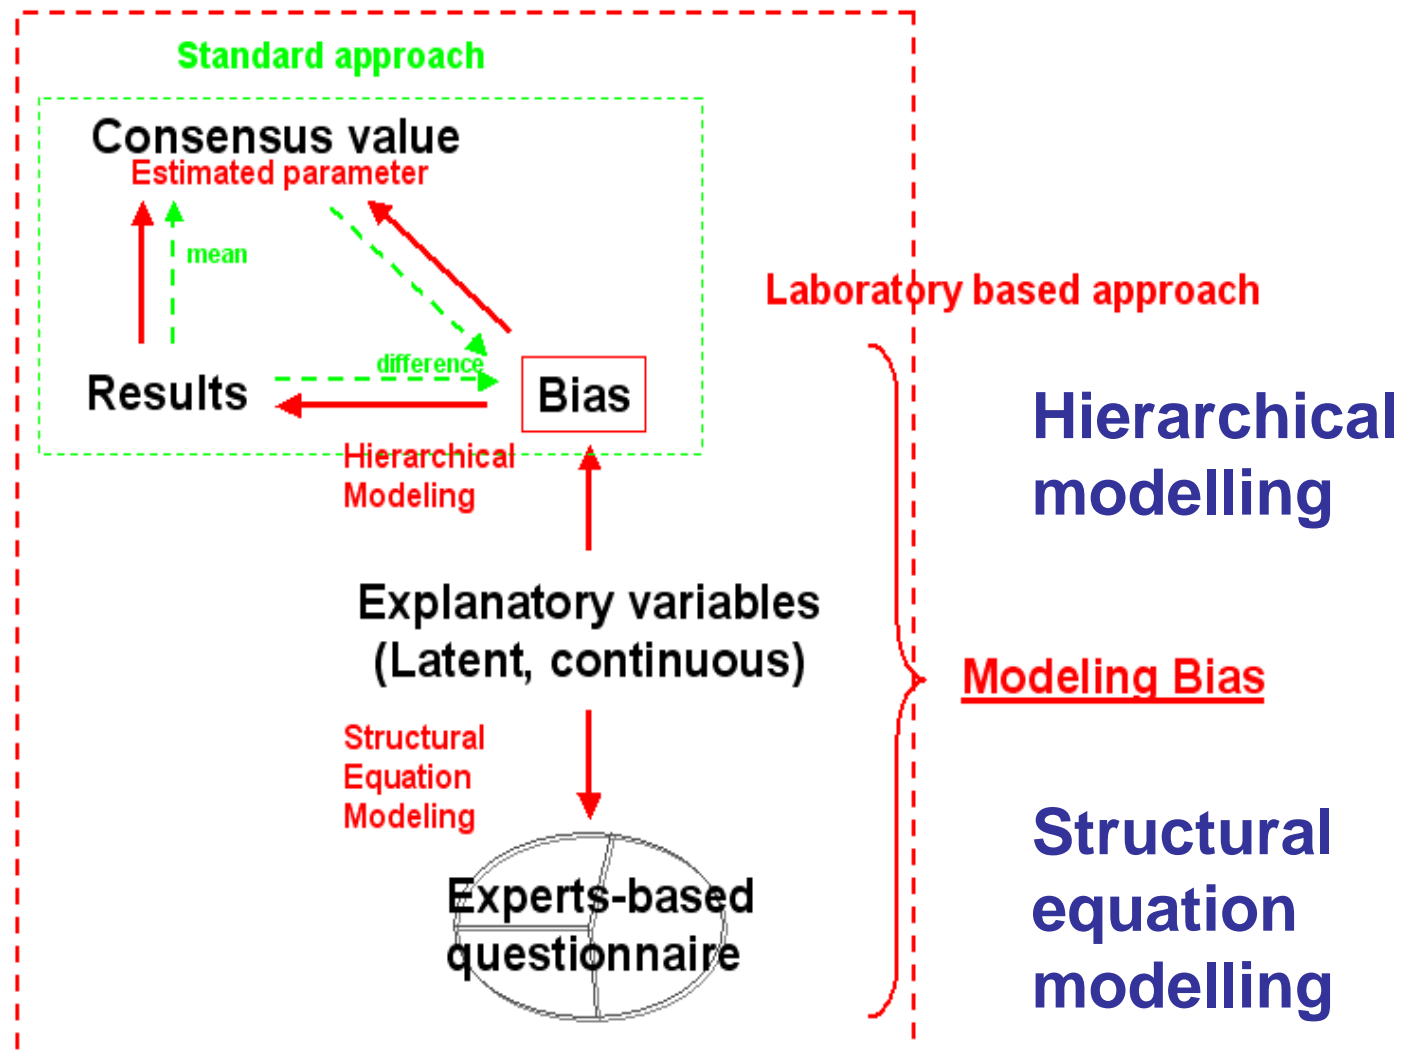 Standard approach
Consensus value
Estimated parameter
mean
Laboratory based approach
difference
Results
Bias
Hierarchical
Modeling
Hierarchical
modelling
Explanatory variables
(Latent, continuous)
Modeling Bias
Structural
Equation
Modeling
Structural
equation
modelling
Experts-based
questionnaire